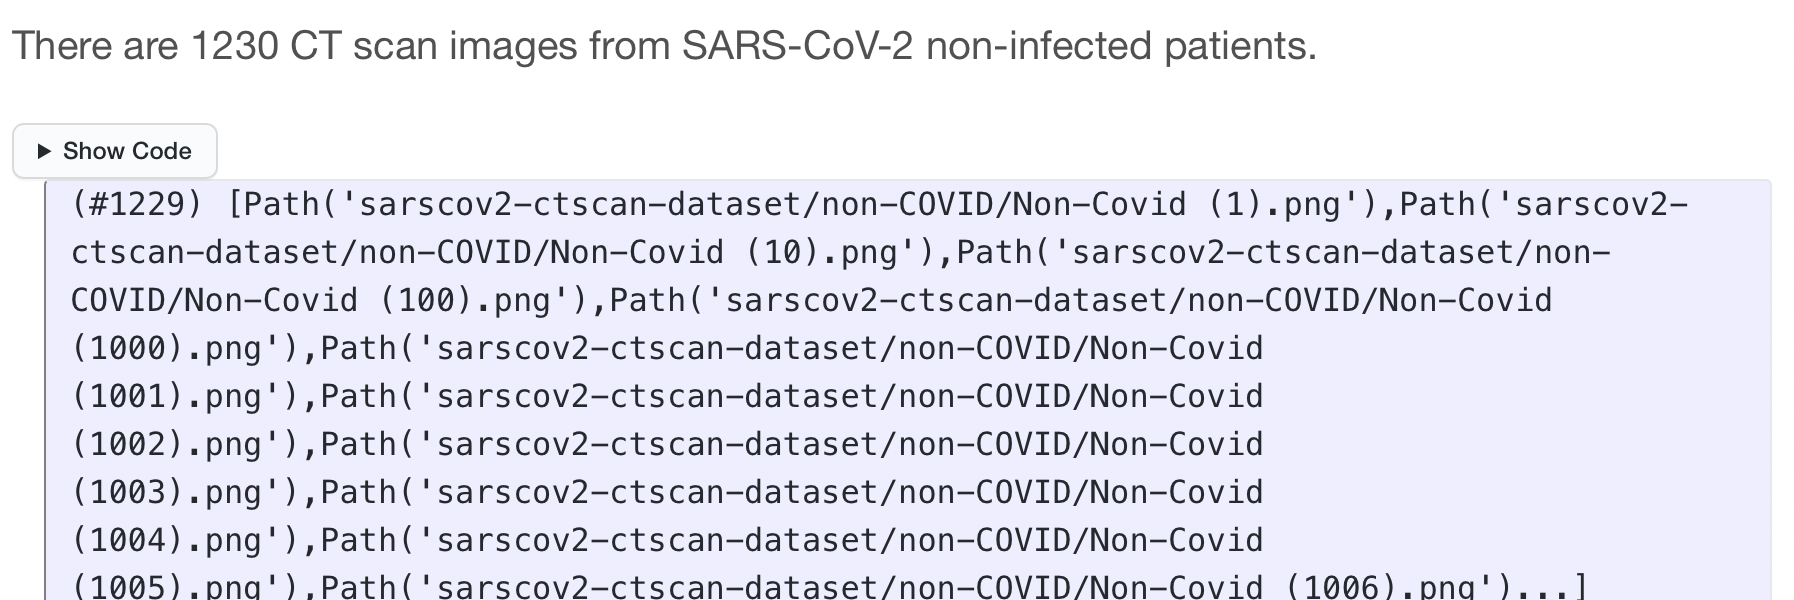 There are 1230 CT scan images from SARS-CoV-2 non-infected patients.
▶ Show Code
(#1229) [Path('sarscov2-ctscan-dataset/non-COVID/Non-Covid (1).png'),Path('sarscov2-
ctscan-dataset/non-COVID/Non-Covid (10).png'),Path('sarscov2-ctscan-dataset/non-
COVID/Non-Covid (100).png'),Path('sarscov2-ctscan-dataset/non-COVID/Non-Covid
(1000).png'),Path('sarscov2-ctscan-dataset/non-COVID/Non-Covid
(1001).png'),Path('sarscov2-ctscan-dataset/non-COVID/Non-Covid
(1002).png'),Path('sarscov2-ctscan-dataset/non-COVID/Non-Covid
(1003).png'),Path('sarscov2-ctscan-dataset/non-COVID/Non-Covid
(1004).png'),Path('sarscov2-ctscan-dataset/non-COVID/Non-Covid
(1005).png'),Path('sarscov2-ctscan-dataset/non-COVID/Non-Covid (1006).png')...]